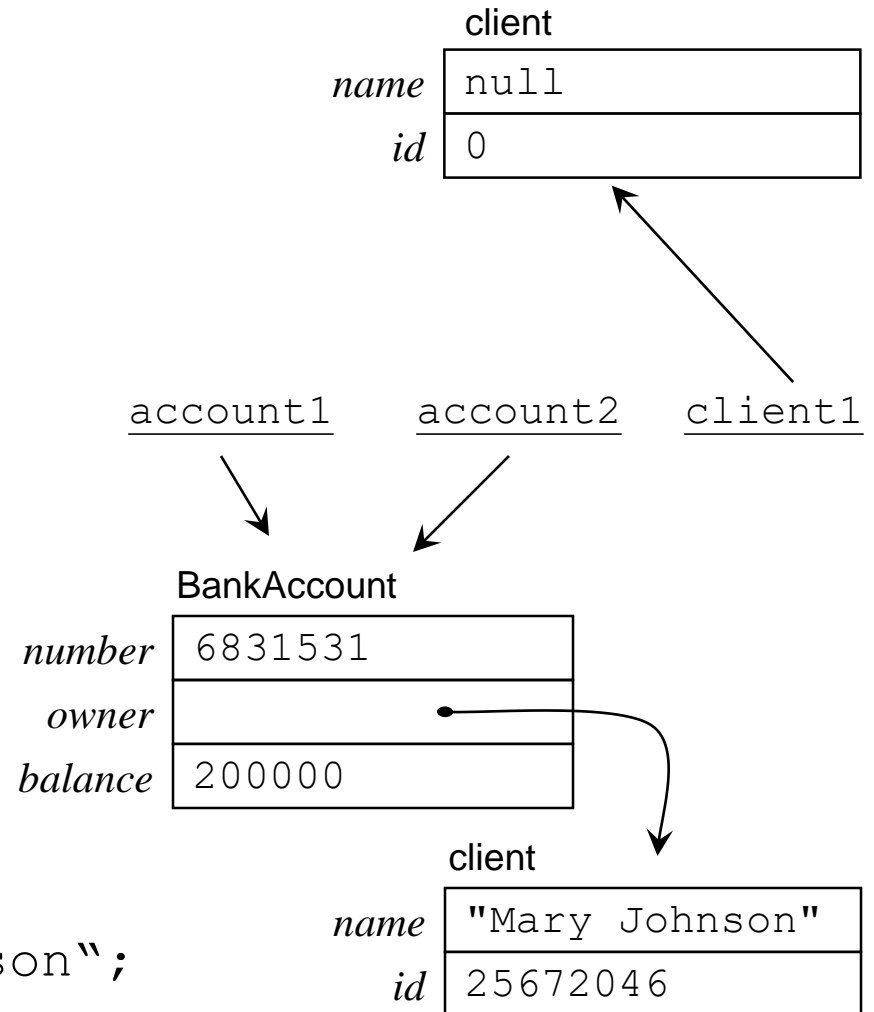 client
name null
id 0
account1 account2 client1
BankAccount
number 6831531
owner
balance 200000
client
name "Mary Johnson"
son‟;
id 25672046